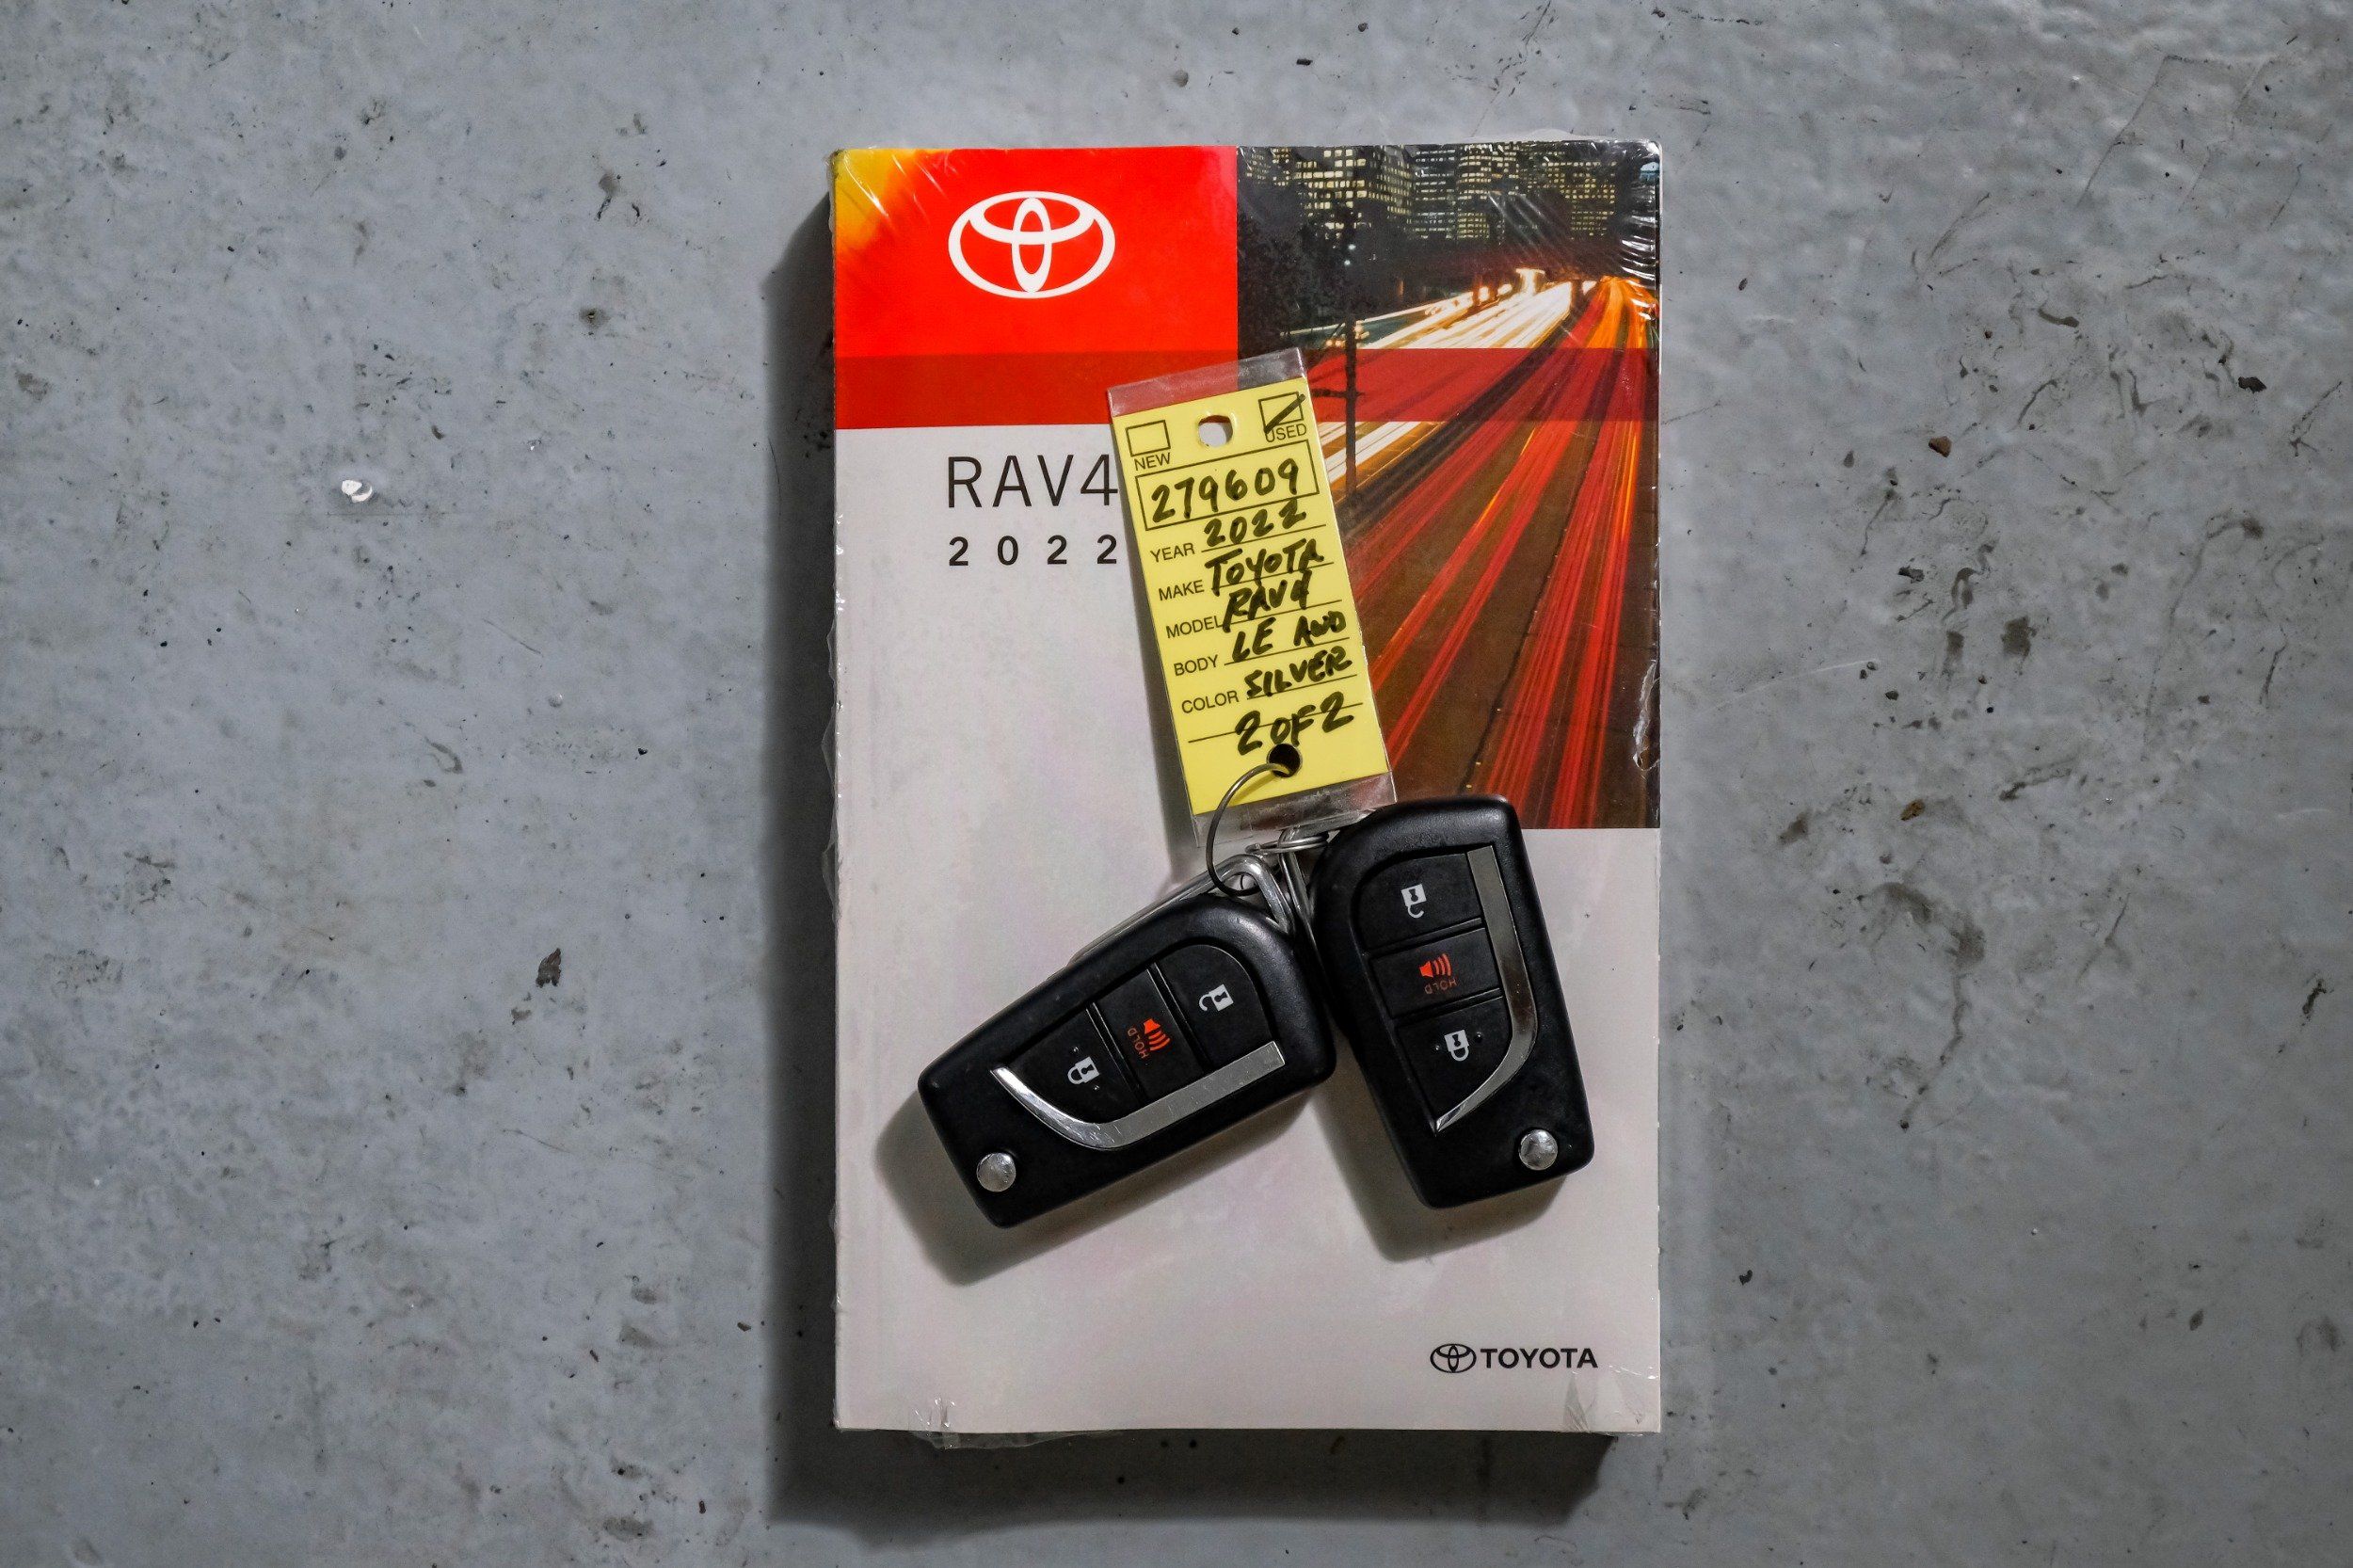 RAV4
2022
NEW
USED
279609
YEAR 2022
MAKE TOYOTA
MODEL RAV4
BODY LE AWD
COLOR SILVER
2 OF 2
HOLD
HOLD
TOYOTA